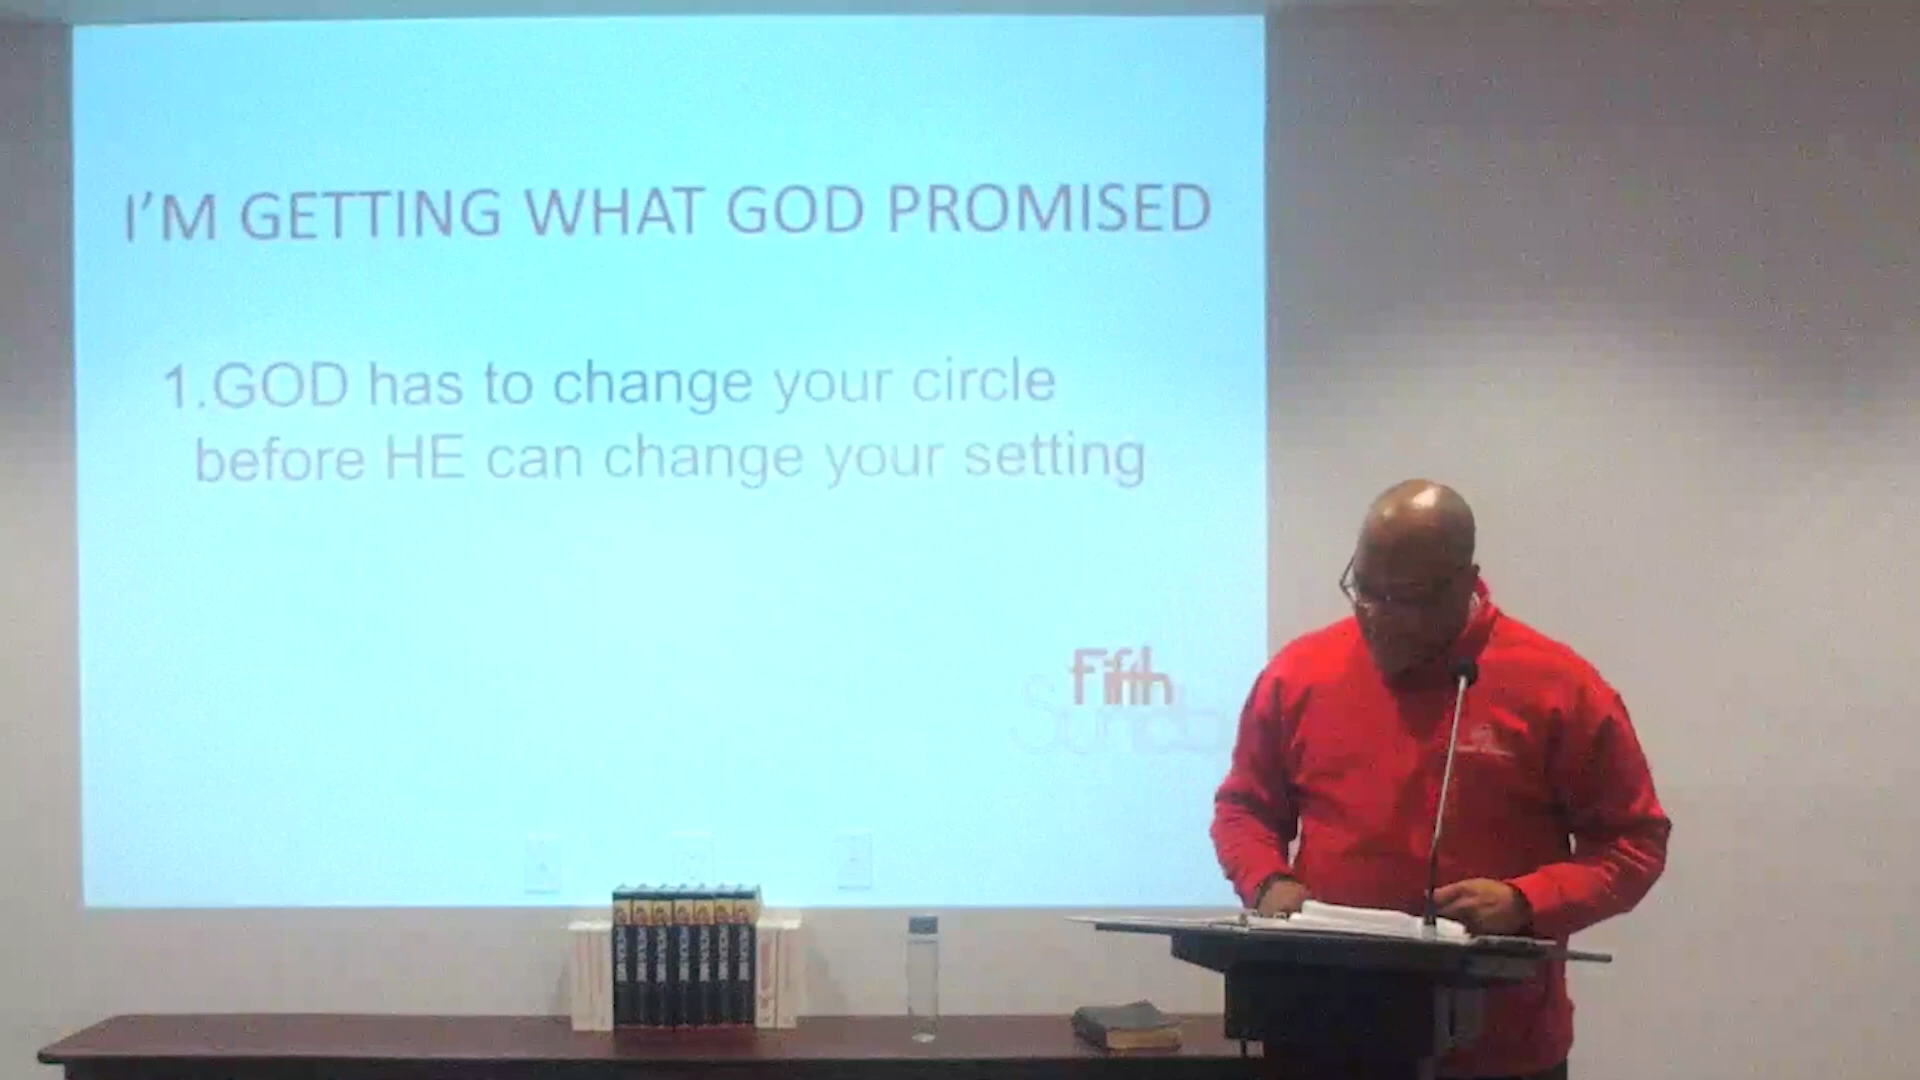 I'M GETTING WHAT GOD PROMISED
1.GOD has to change your circle
before HE can change your setting
Fifth